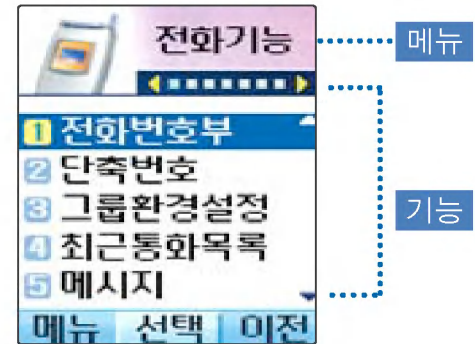 전화기능
메뉴
1 전화번호부
2 단축번호
3 그룹환경설정
4 최근통화목록
5 메시지
기능
메뉴 선택 이전